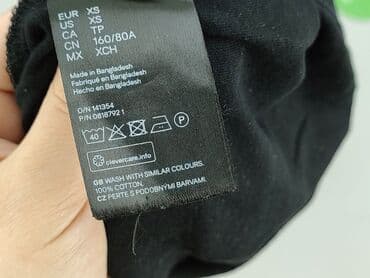 EUR XS
US XS
CA TP
CN 160/80A
MX XCH
Made in Bangladesh
Fabriqué en Bangladesh
Hecho en Bangladesh
O/N 141354
P/N 0818792 1
40
P
clevercare.info
GB WASH WITH SIMILAR COLOURS.
100% COTTON.
CZ PERTE S PODOBNÝMI BARVAMI.